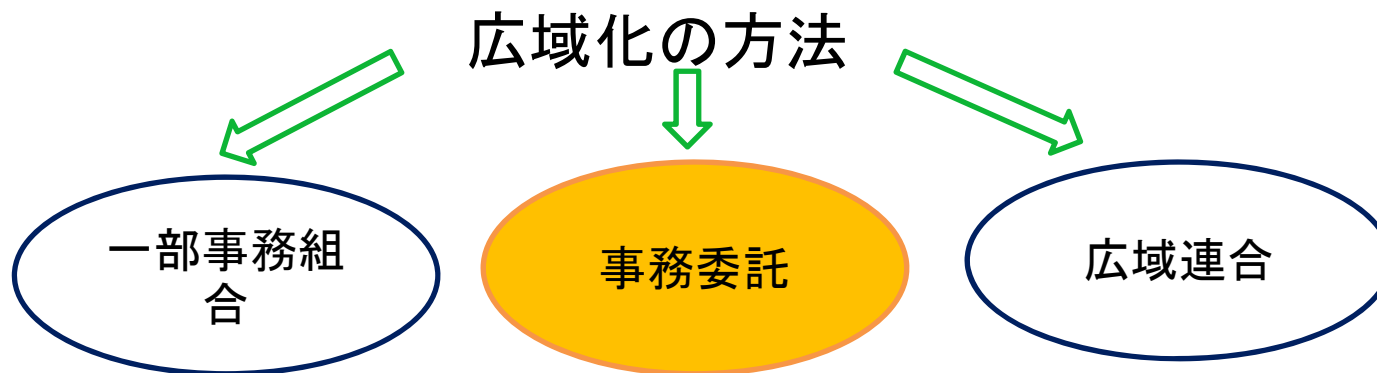 広域化の方法
一部事務組
合
事務委託
広域連合